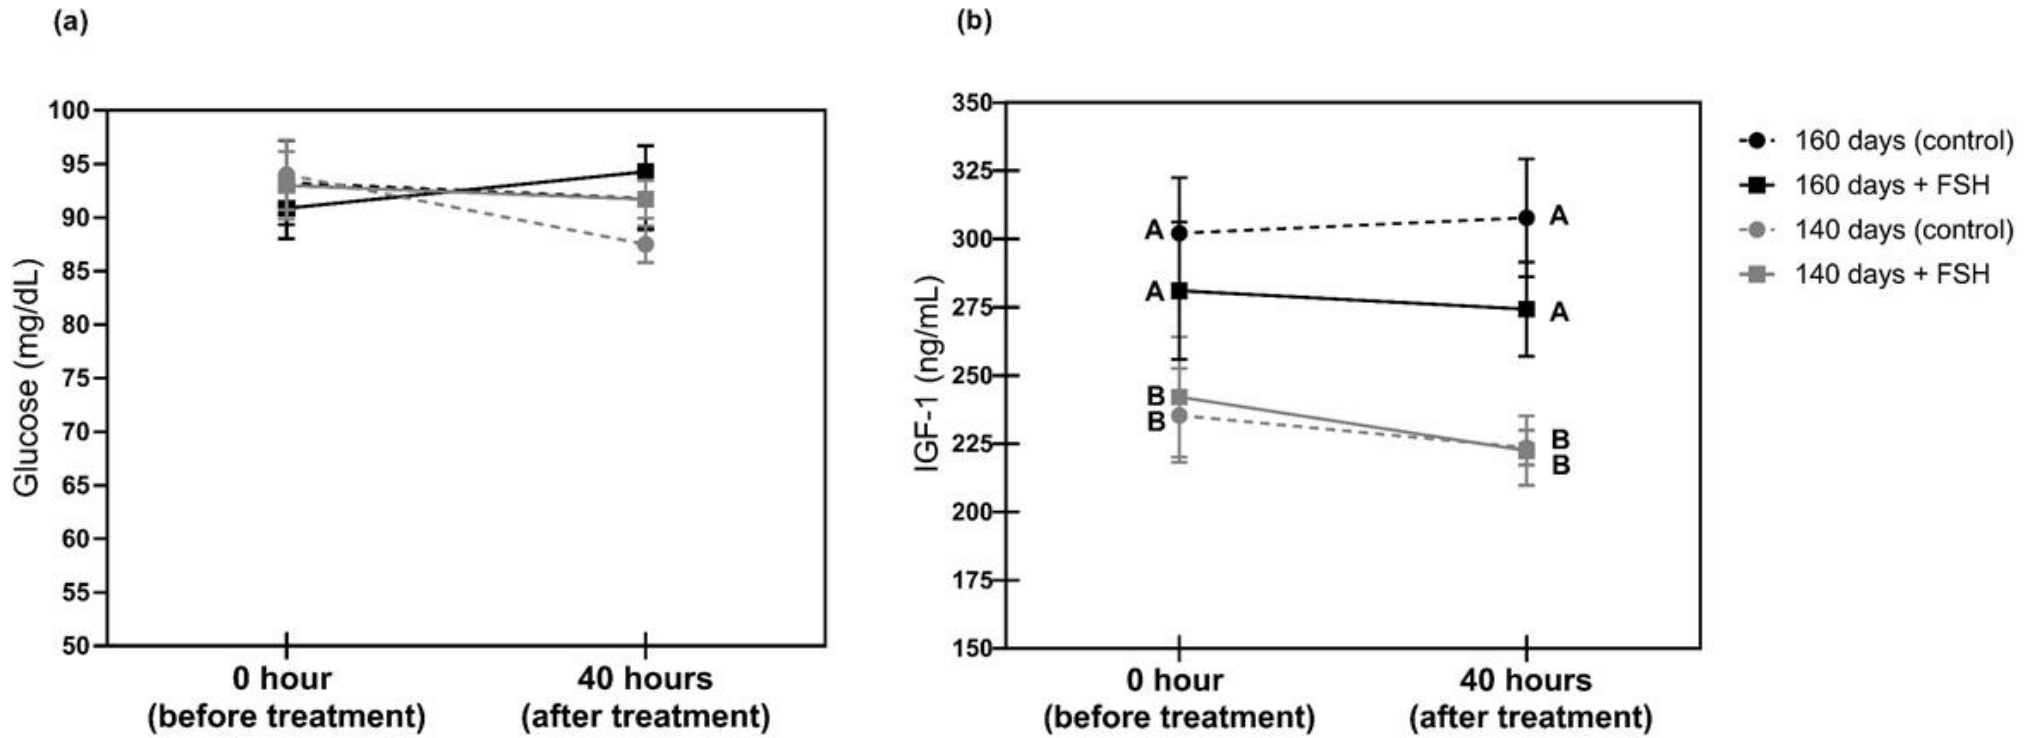 (a)
100
95
90
85
80
75
70
65
60
55
50
Glucose (mg/dL)
0 hour
(before treatment)
40 hours
(after treatment)
(b)
350
325
300
275
250
225
200
175
150
IGF-1 (ng/mL)
A
A
A
A
B
B
B
B
0 hour
(before treatment)
40 hours
(after treatment)
160 days (control)
160 days + FSH
140 days (control)
140 days + FSH